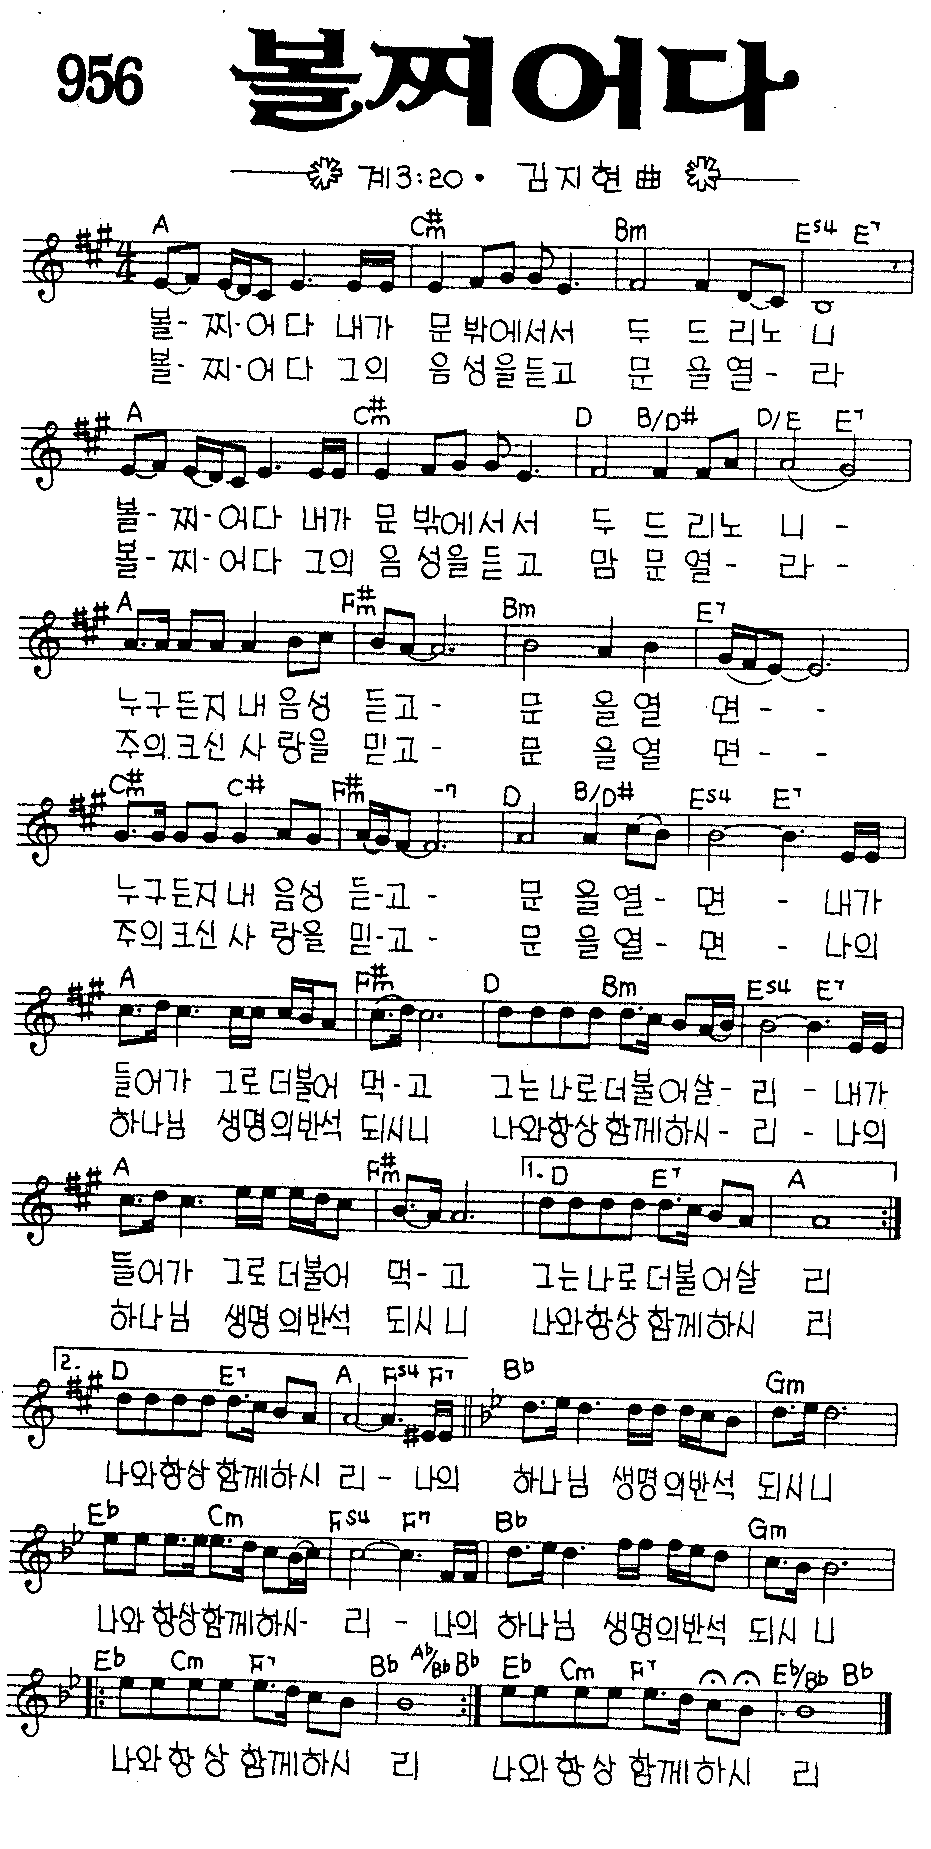 956 볼찌어다
계3:20 • 김지현 曲
A C#m Bm Es4 E7
볼-찌-어다 내가 문밖에서서 두 드리노 니
볼-찌-어다 그의 음성을듣고 문 을열- 라
A C#m D B/D# D/E E7
볼-찌-어다 내가 문밖에서서 두 드리노 니-
볼-찌-어다 그의 음성을듣고 맘 문열- 라-
A F#m Bm E7
누구든지내음성 듣고- 문 을열 면- -
주의크신사랑을 믿고- 문 을열 면- -
C#m C# F#m -7 D B/D# Es4 E7
누구든지내음성 듣-고- 문 을열- 면 - 내가
주의크신사랑을 믿-고- 문 을열- 면 - 나의
A F#m D Bm Es4 E7
들어가 그로더불어 먹-고 그는나로더불어살- 리 - 내가
하나님 생명의반석 되시니 나와항상함께하시- 리 - 나의
A F#m 1. D E7 A
들어가 그로더불어 먹-고 그는나로더불어살 리
하나님 생명의반석 되시니 나와항상함께하시 리
2. D E7 A Fs4 F7 Bb Gm
나와항상함께하시 리- 나의 하나님 생명의반석 되시니
Eb Cm Fs4 F7 Bb Gm
나와항상함께하시- 리 - 나의 하나님 생명의반석 되시니
Eb Cm F7 Bb Ab/Bb Bb Eb Cm F7 Eb/Bb Bb
나와항상함께하시 리 나와항상함께하시 리